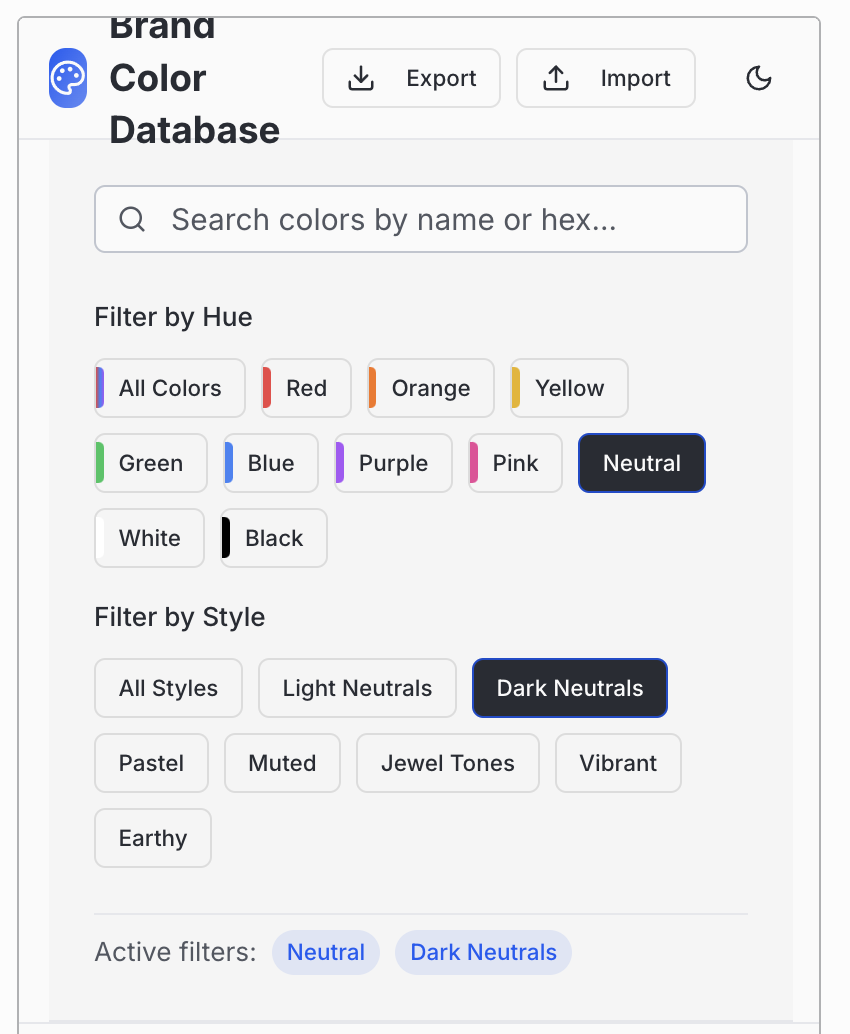 Brand
Color
Database
Export
Import
Search colors by name or hex...
Filter by Hue
All Colors
Red
Orange
Yellow
Green
Blue
Purple
Pink
Neutral
White
Black
Filter by Style
All Styles
Light Neutrals
Dark Neutrals
Pastel
Muted
Jewel Tones
Vibrant
Earthy
Active filters:
Neutral
Dark Neutrals